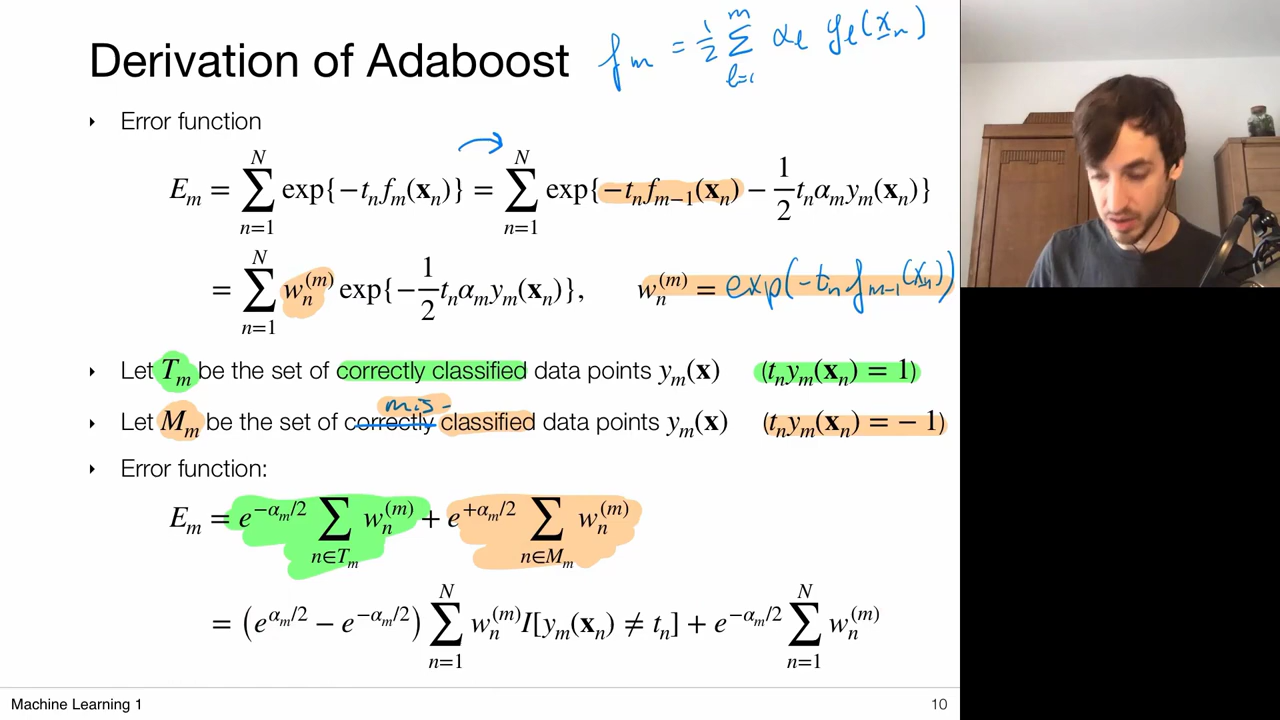 Derivation of Adaboost
f_m = 1/2 Σ_{l=1}^{m} α_l y_l(x_n)
‣ Error function
E_m = Σ_{n=1}^{N} exp{−t_n f_m(x_n)} = Σ_{n=1}^{N} exp{−t_n f_{m−1}(x_n) − 1/2 t_n α_m y_m(x_n)}
= Σ_{n=1}^{N} w_n^{(m)} exp{−1/2 t_n α_m y_m(x_n)}, w_n^{(m)} = exp(−t_n f_{m−1}(x_n))
‣ Let T_m be the set of correctly classified data points y_m(x) (t_n y_m(x_n) = 1)
mis-
‣ Let M_m be the set of correctly classified data points y_m(x) (t_n y_m(x_n) = − 1)
‣ Error function:
E_m = e^{−α_m/2} Σ_{n∈T_m} w_n^{(m)} + e^{+α_m/2} Σ_{n∈M_m} w_n^{(m)}
= (e^{α_m/2} − e^{−α_m/2}) Σ_{n=1}^{N} w_n^{(m)} I[y_m(x_n) ≠ t_n] + e^{−α_m/2} Σ_{n=1}^{N} w_n^{(m)}
Machine Learning 1
10